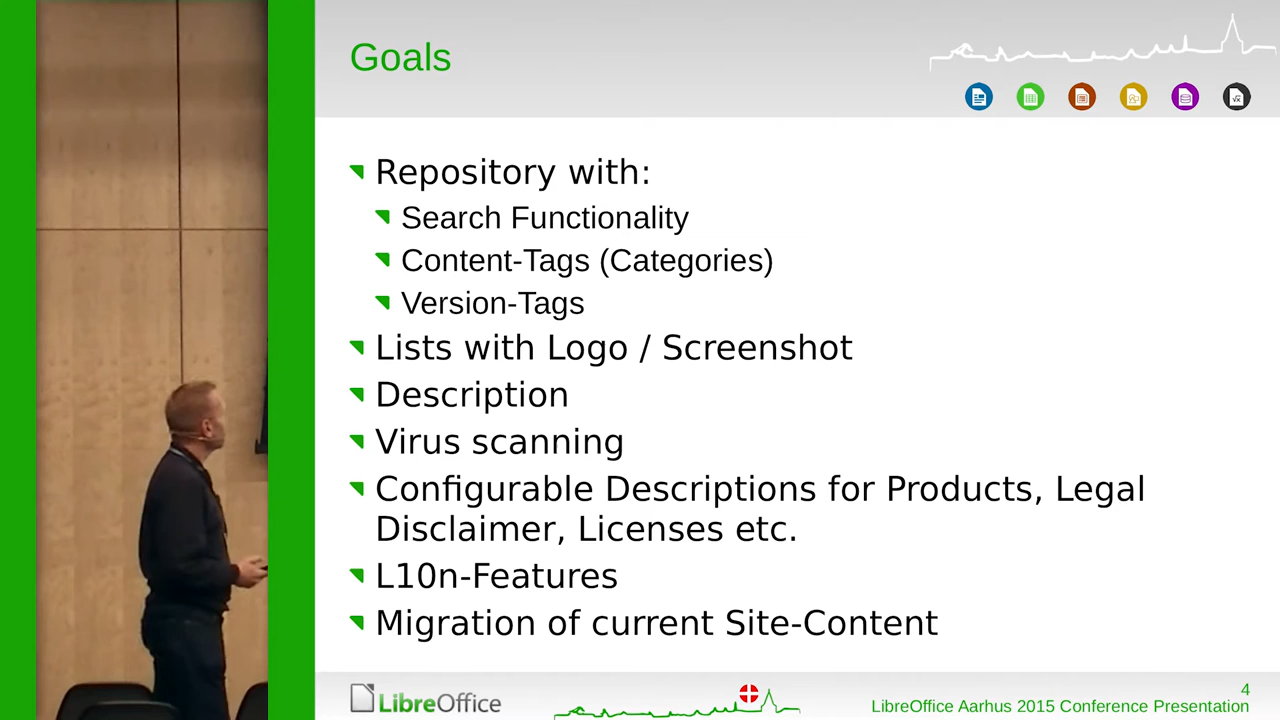 Goals
Repository with:
Search Functionality
Content-Tags (Categories)
Version-Tags
Lists with Logo / Screenshot
Description
Virus scanning
Configurable Descriptions for Products, Legal
Disclaimer, Licenses etc.
L10n-Features
Migration of current Site-Content
LibreOffice
4
LibreOffice Aarhus 2015 Conference Presentation